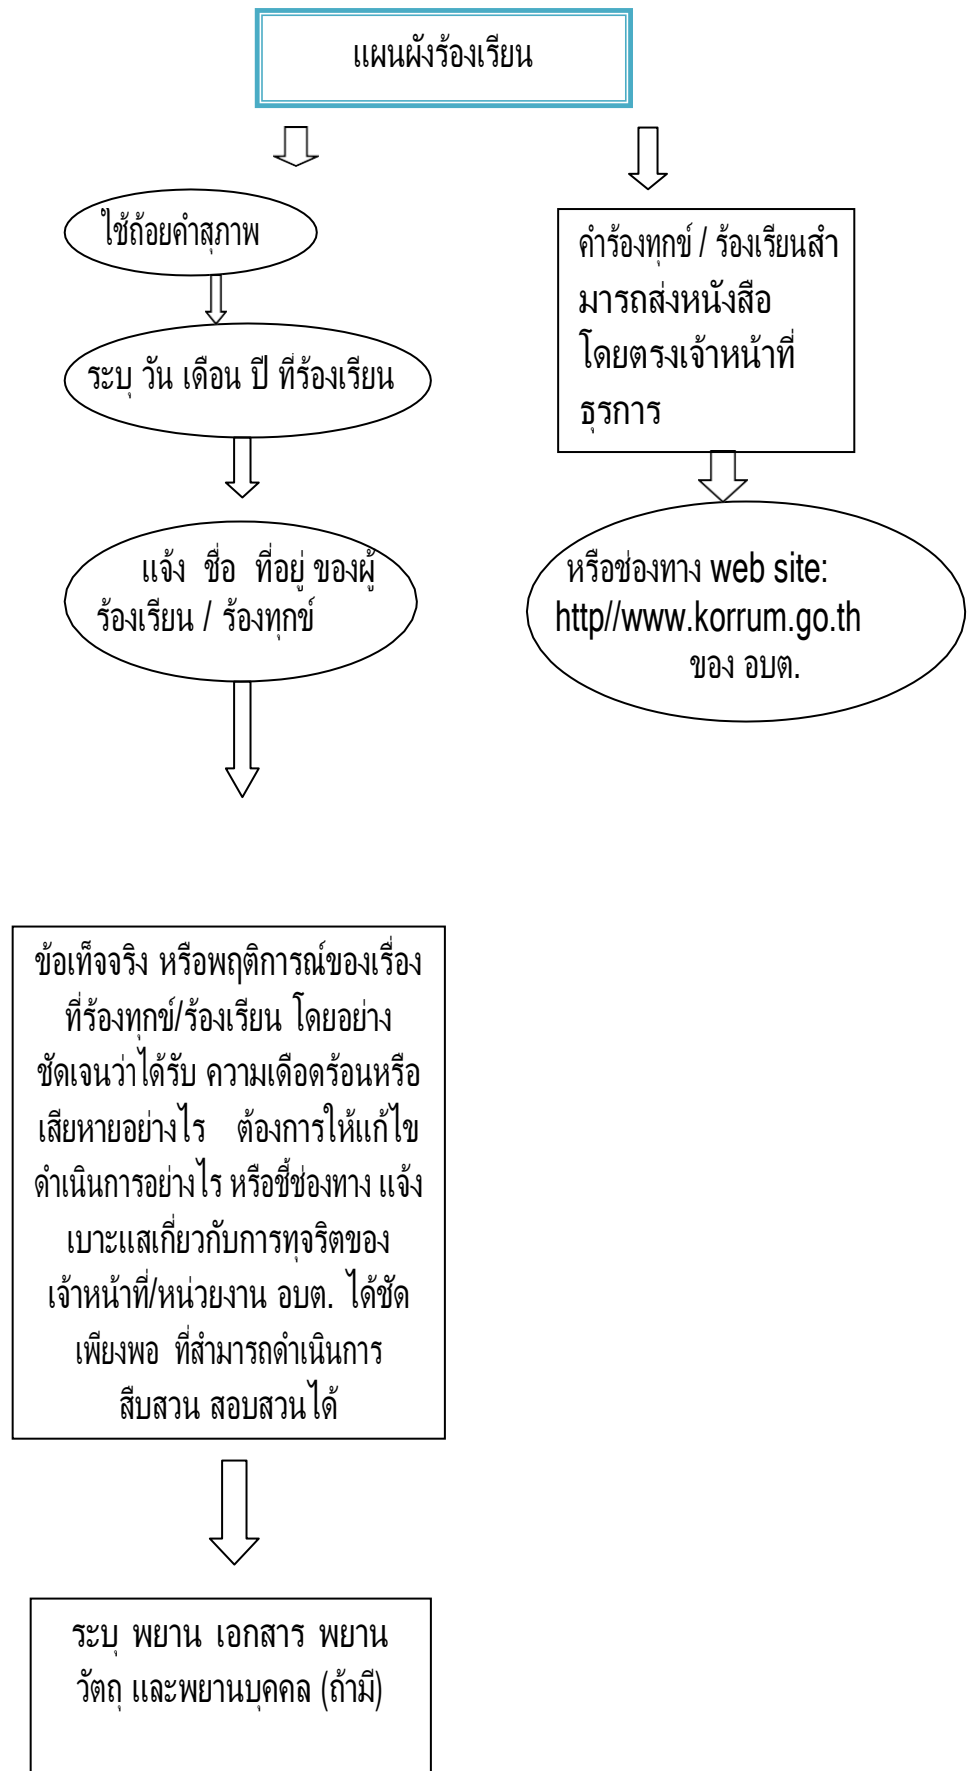 แผนผังร้องเรียน
ใช้ถ้อยคำสุภาพ
ระบุ วัน เดือน ปี ที่ร้องเรียน
แจ้ง ชื่อ ที่อยู่ ของผู้
ร้องเรียน / ร้องทุกข์
ข้อเท็จจริง หรือพฤติการณ์ของเรื่อง
ที่ร้องทุกข์/ร้องเรียน โดยอย่าง
ชัดเจนว่าได้รับ ความเดือดร้อนหรือ
เสียหายอย่างไร ต้องการให้แก้ไข
ดำเนินการอย่างไร หรือชี้ช่องทาง แจ้ง
เบาะแสเกี่ยวกับการทุจริตของ
เจ้าหน้าที่/หน่วยงาน อบต. ได้ชัด
เพียงพอ ที่สำมารถดำเนินการ
สืบสวน สอบสวนได้
ระบุ พยาน เอกสาร พยาน
วัตถุ และพยานบุคคล (ถ้ามี)
คำร้องทุกข์ / ร้องเรียนสำ
มารถส่งหนังสือ
โดยตรงเจ้าหน้าที่
ธุรการ
หรือช่องทาง web site:
http//www.korrum.go.th
ของ อบต.